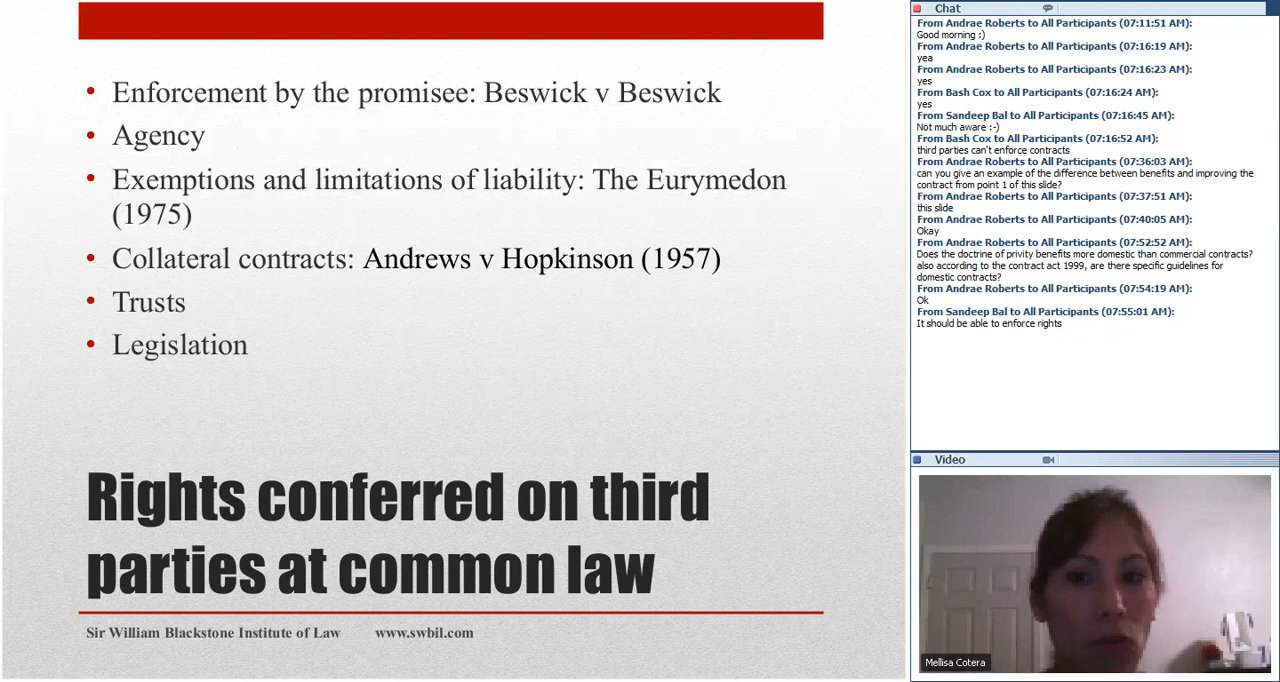 Enforcement by the promisee: Beswick v Beswick
Agency
Exemptions and limitations of liability: The Eurymedon
(1975)
Collateral contracts: Andrews v Hopkinson (1957)
Trusts
Legislation
Rights conferred on third
parties at common law
Sir William Blackstone Institute of Law www.swbil.com
Chat
From Andrae Roberts to All Participants (07:11:51 AM):
Good morning :)
From Andrae Roberts to All Participants (07:16:19 AM):
yea
From Andrae Roberts to All Participants (07:16:23 AM):
yes
From Bash Cox to All Participants (07:16:24 AM):
yes
From Sandeep Bal to All Participants (07:16:45 AM):
Not much aware :-)
From Bash Cox to All Participants (07:16:52 AM):
third parties can't enforce contracts
From Andrae Roberts to All Participants (07:36:03 AM):
can you give an example of the difference between benefits and improving the
contract from point 1 of this slide?
From Andrae Roberts to All Participants (07:37:51 AM):
this slide
From Andrae Roberts to All Participants (07:40:05 AM):
Okay
From Andrae Roberts to All Participants (07:52:52 AM):
Does the doctrine of privity benefits more domestic than commercial contracts?
also according to the contract act 1999, are there specific guidelines for
domestic contracts?
From Andrae Roberts to All Participants (07:54:19 AM):
Ok
From Sandeep Bal to All Participants (07:55:01 AM):
It should be able to enforce rights
Video
Mellisa Cotera